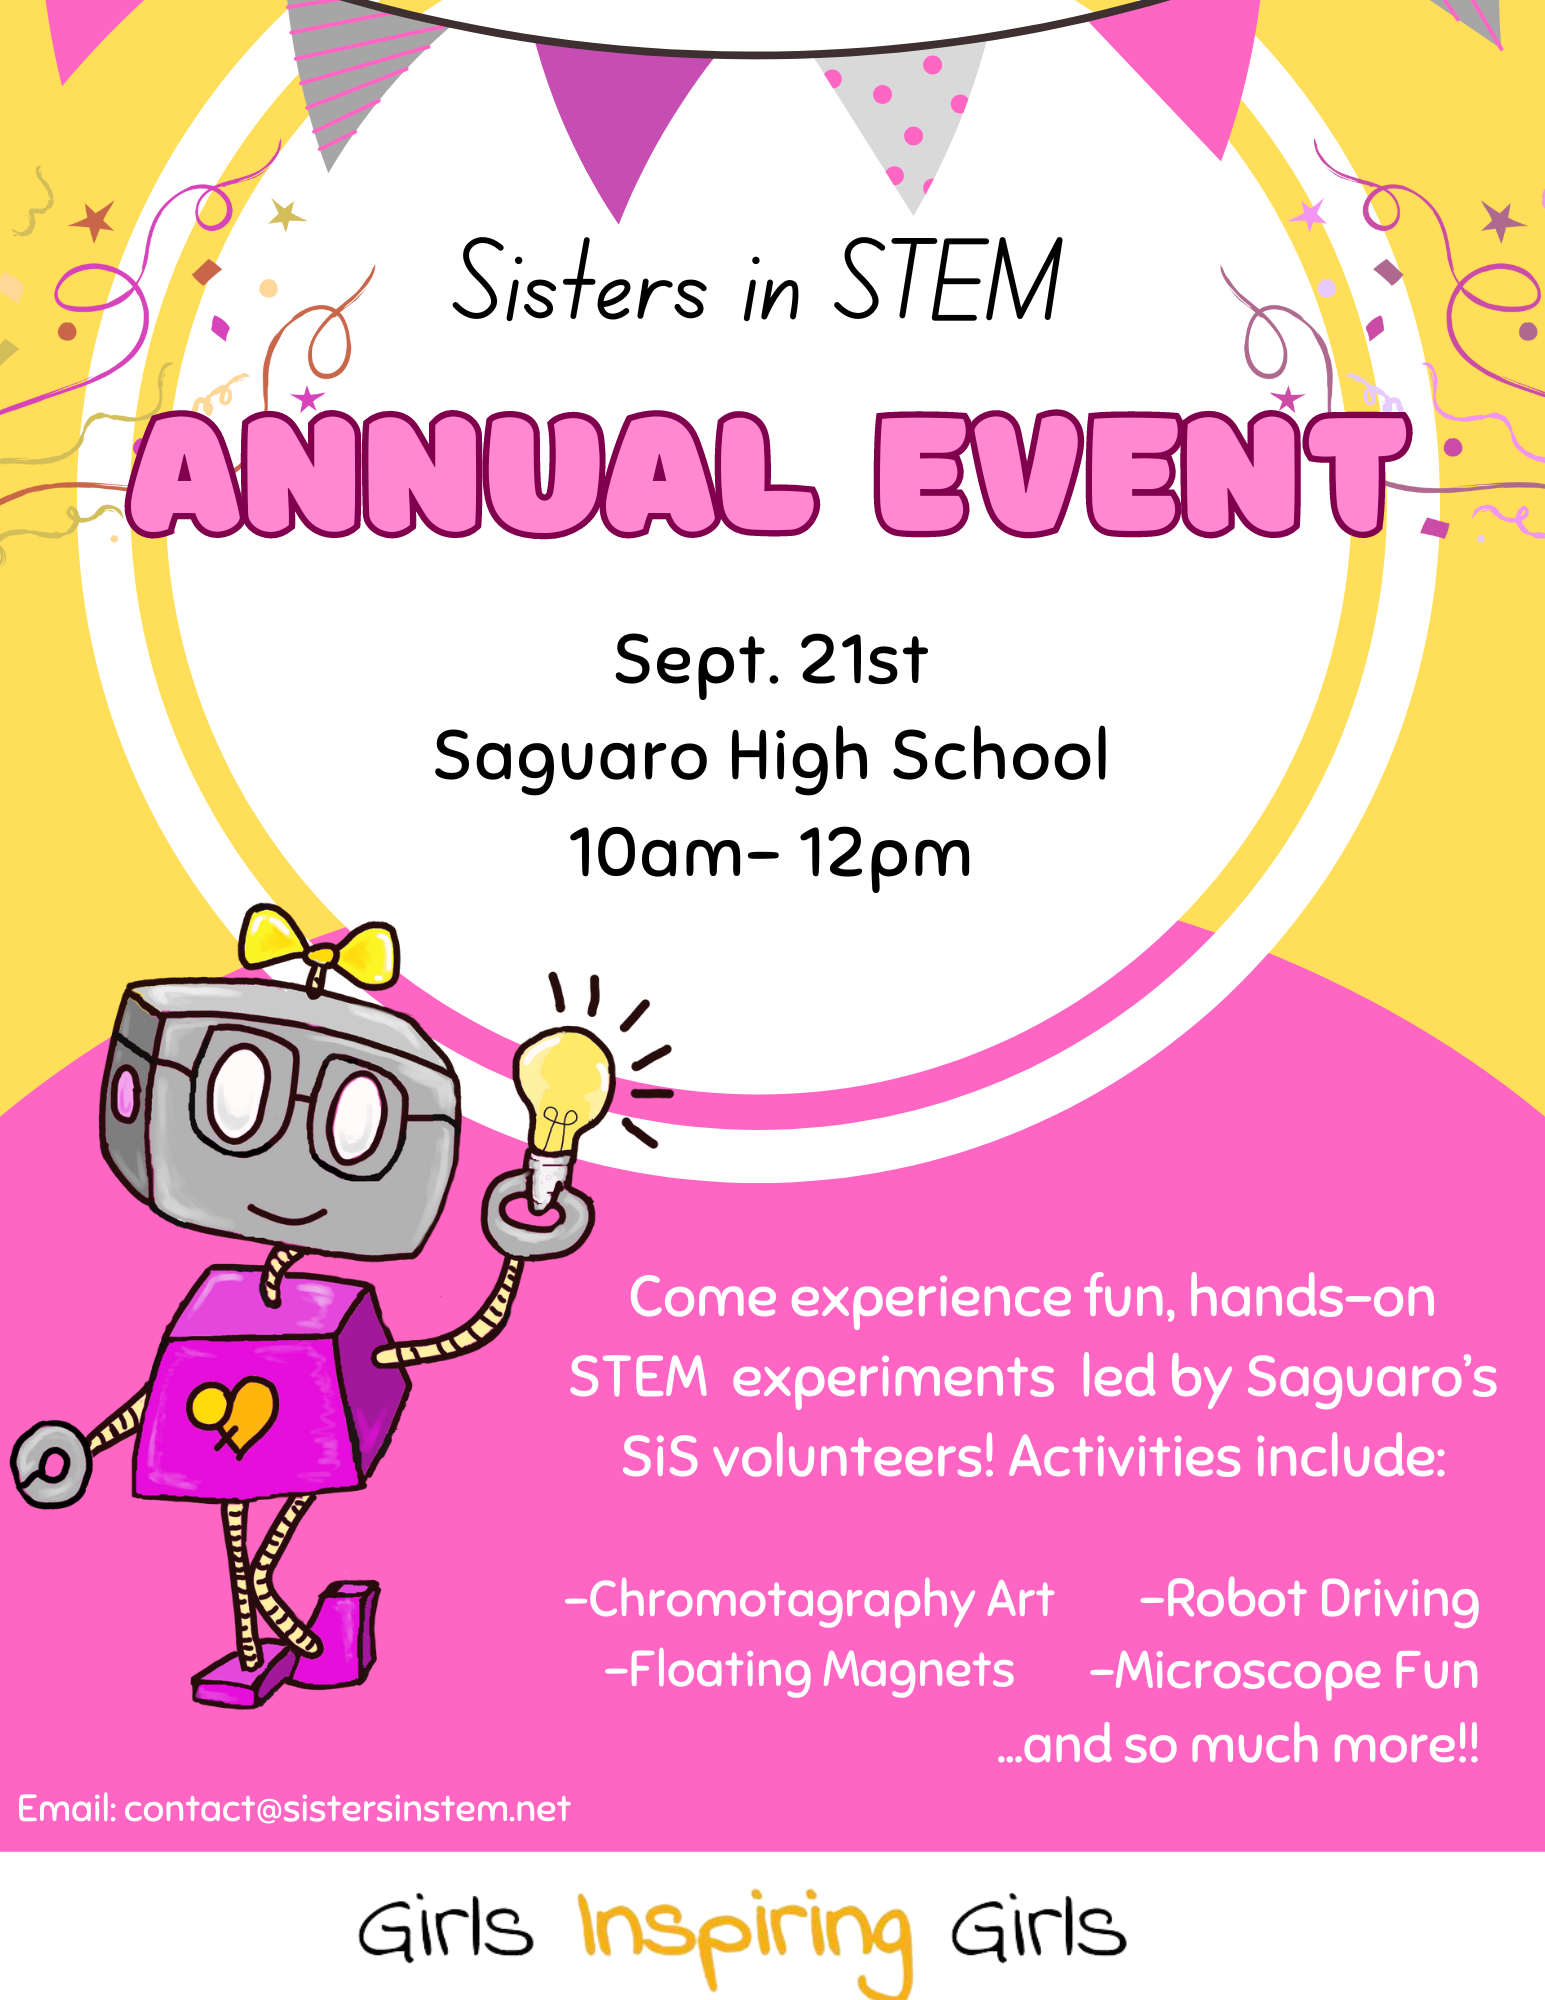 Sisters in STEM
ANNUAL EVENT
Sept. 21st
Saguaro High School
10am- 12pm
Come experience fun, hands-on
STEM experiments led by Saguaro's
SiS volunteers! Activities include:
-Chromotagraphy Art
-Robot Driving
-Floating Magnets
-Microscope Fun
...and so much more!!
Email: contact@sistersinstem.net
Girls Inspiring Girls